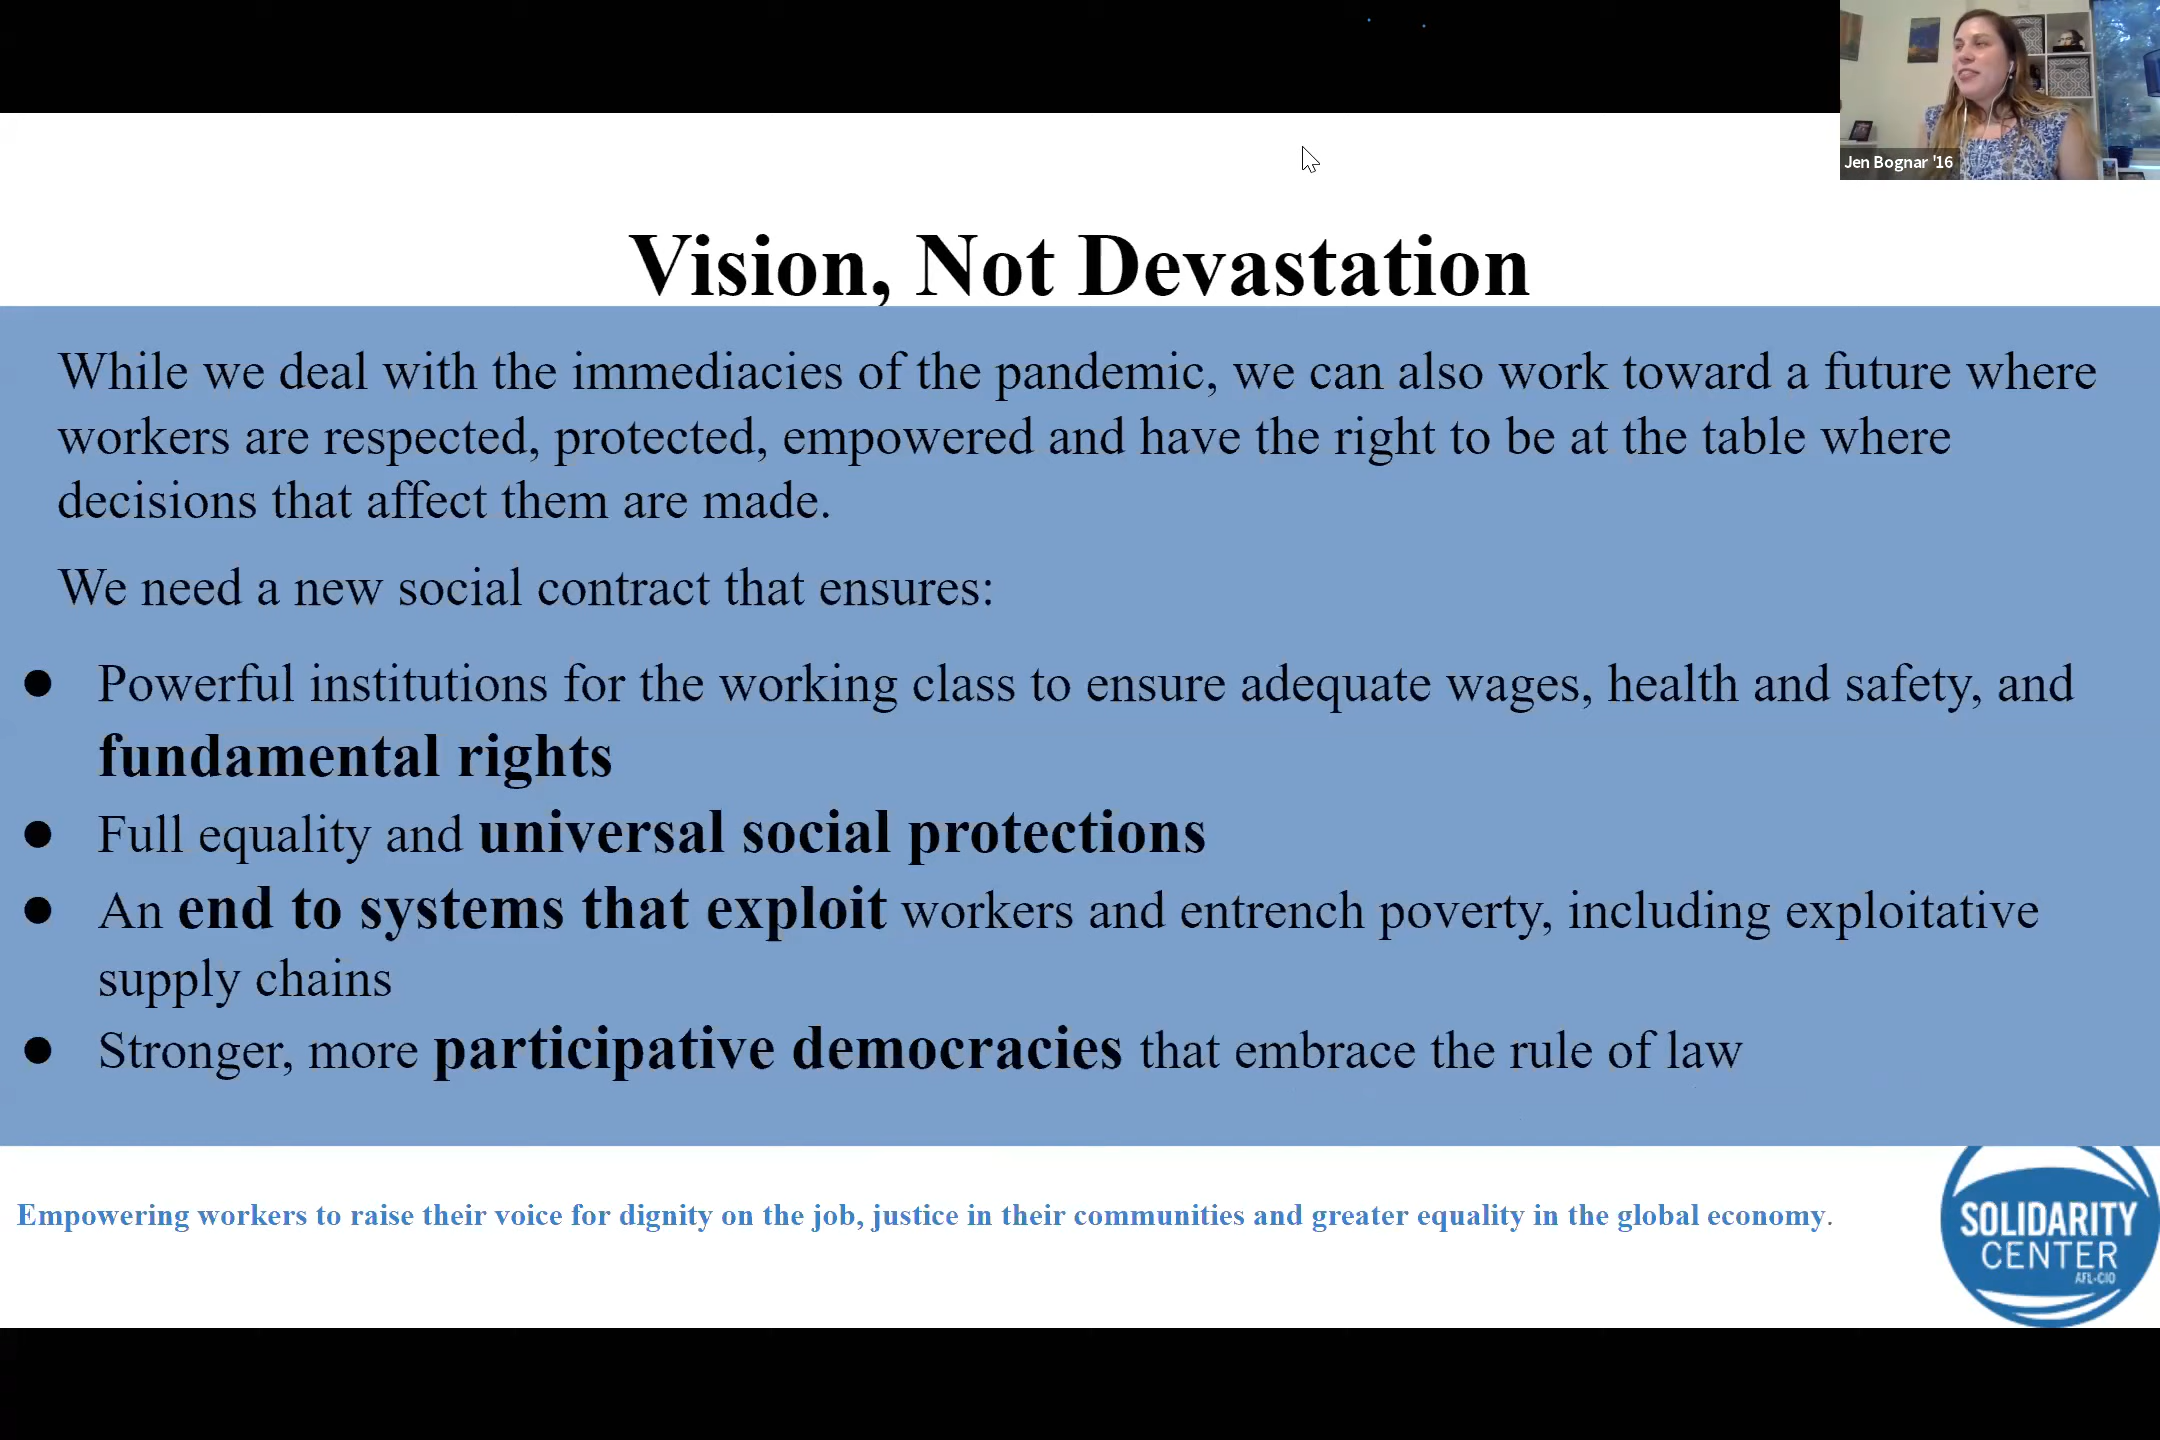 Jen Bognar '16
Vision, Not Devastation
While we deal with the immediacies of the pandemic, we can also work toward a future where
workers are respected, protected, empowered and have the right to be at the table where
decisions that affect them are made.
We need a new social contract that ensures:
● Powerful institutions for the working class to ensure adequate wages, health and safety, and
fundamental rights
● Full equality and universal social protections
● An end to systems that exploit workers and entrench poverty, including exploitative
supply chains
● Stronger, more participative democracies that embrace the rule of law
Empowering workers to raise their voice for dignity on the job, justice in their communities and greater equality in the global economy.
SOLIDARITY
CENTER
AFL-CIO